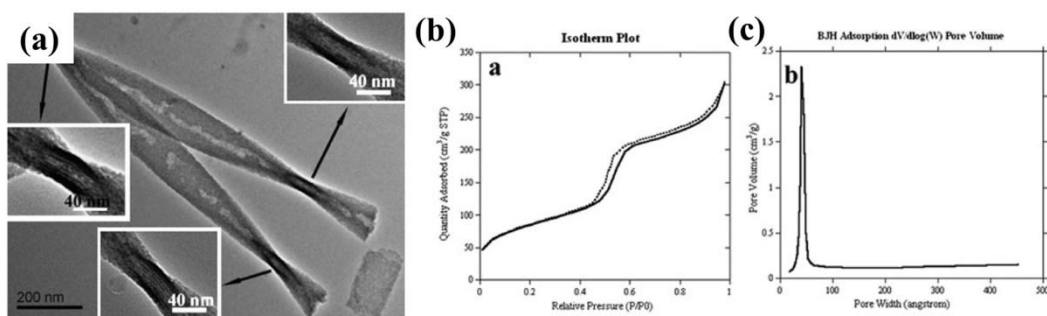 (a)
40 nm
40 nm
40 nm
200 nm
(b)
Isotherm Plot
a
Quantity Adsorbed (cm³/g STP)
350
300
250
200
150
100
50
0
0
0.2
0.4
0.6
0.8
1
Relative Pressure (P/P0)
(c)
BJH Adsorption dV/dlog(W) Pore Volume
b
Pore Volume (cm³/g)
2.5
2
1.5
1
0.5
0
0
100
200
300
400
500
Pore Width (angstrom)